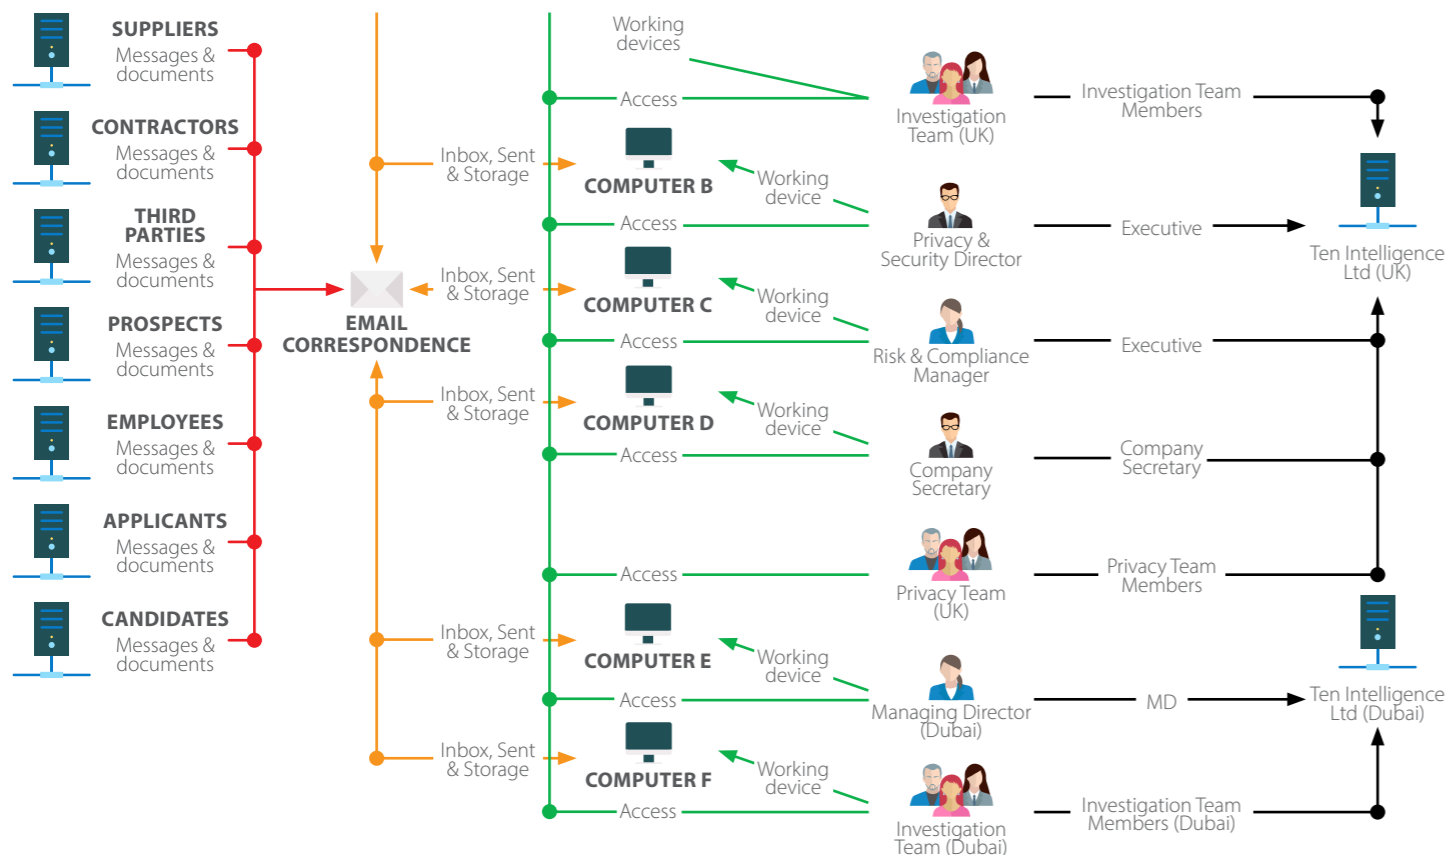 SUPPLIERS
Messages &
documents
CONTRACTORS
Messages &
documents
THIRD
PARTIES
Messages &
documents
PROSPECTS
Messages &
documents
EMPLOYEES
Messages &
documents
APPLICANTS
Messages &
documents
CANDIDATES
Messages &
documents
EMAIL
CORRESPONDENCE
Inbox, Sent
& Storage
Inbox, Sent
& Storage
Inbox, Sent
& Storage
Inbox, Sent
& Storage
Inbox, Sent
& Storage
Working
devices
Access
COMPUTER B
Working
device
Access
COMPUTER C
Working
device
Access
COMPUTER D
Working
device
Access
Access
COMPUTER E
Working
device
Access
COMPUTER F
Working
device
Access
Investigation
Team (UK)
Privacy &
Security Director
Risk & Compliance
Manager
Company
Secretary
Privacy Team
(UK)
Managing Director
(Dubai)
Investigation
Team (Dubai)
Investigation Team
Members
Executive
Executive
Company
Secretary
Privacy Team
Members
MD
Investigation Team
Members (Dubai)
Ten Intelligence
Ltd (UK)
Ten Intelligence
Ltd (Dubai)